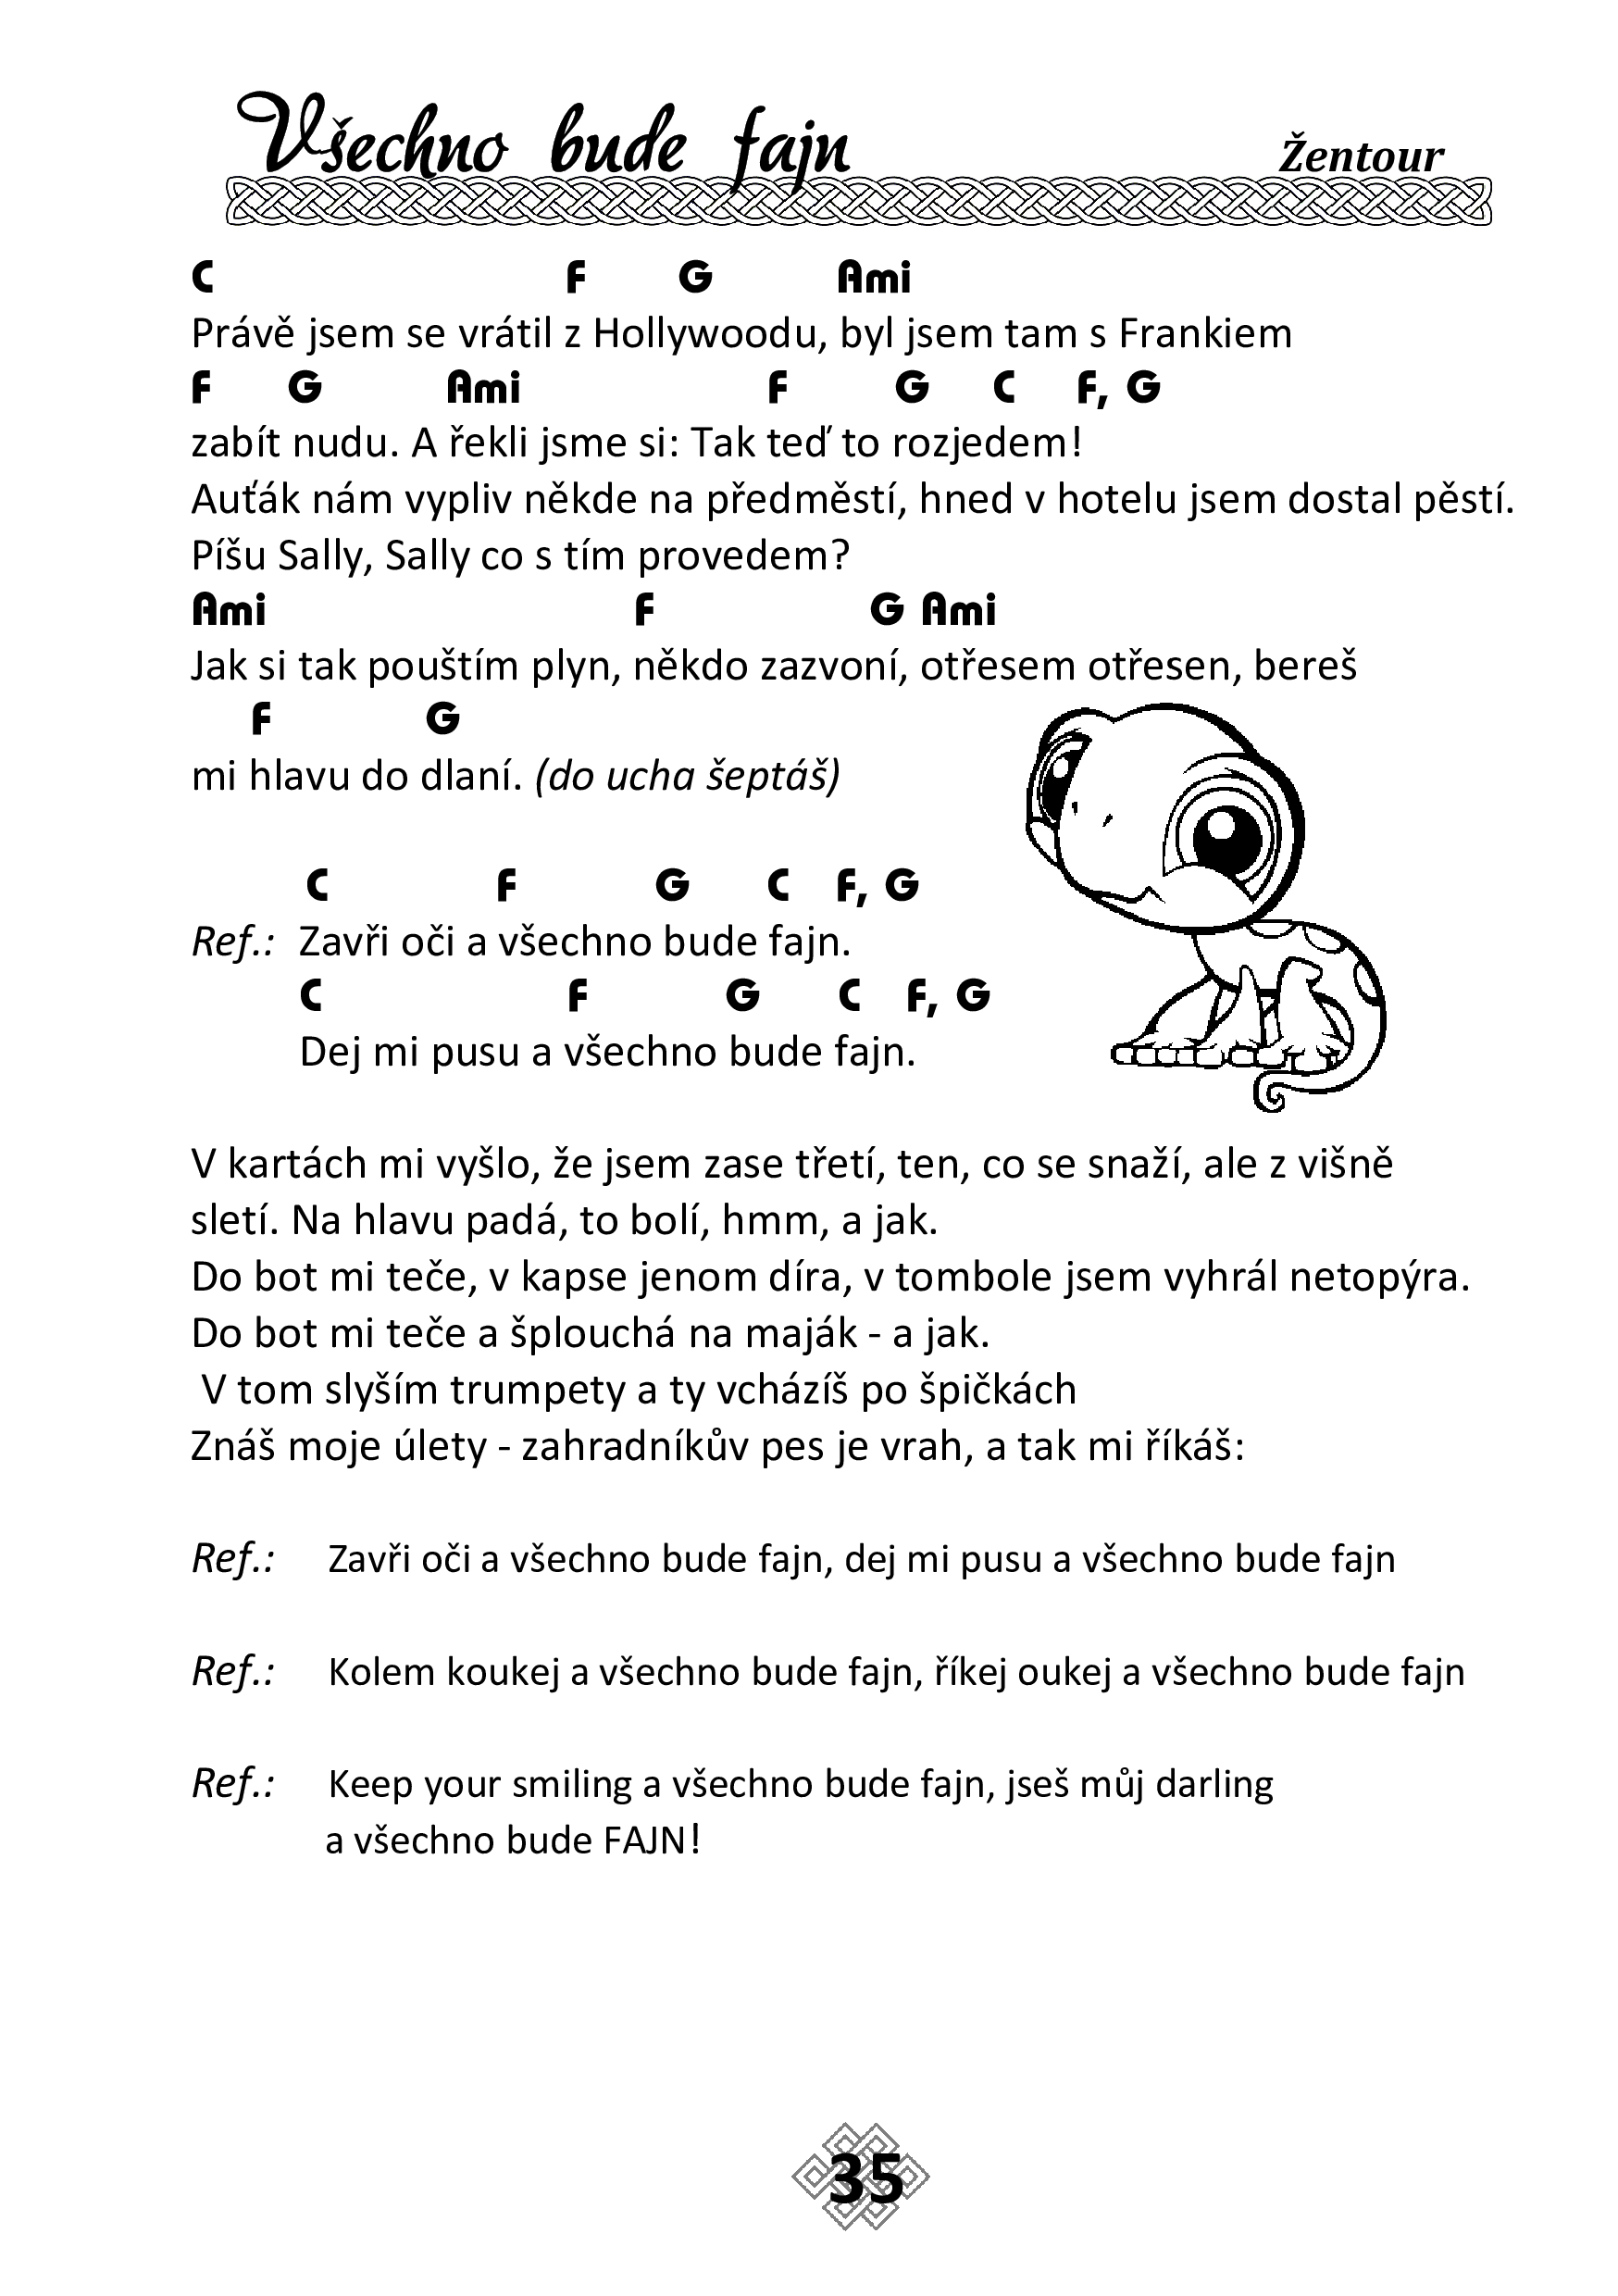 Všechno bude fajn Žentour
C F G Ami
Právě jsem se vrátil z Hollywoodu, byl jsem tam s Frankiem
F G Ami F G C F, G
zabít nudu. A řekli jsme si: Tak teď to rozjedem!
Auťák nám vypliv někde na předměstí, hned v hotelu jsem dostal pěstí.
Píšu Sally, Sally co s tím provedem?
Ami F G Ami
Jak si tak pouštím plyn, někdo zazvoní, otřesem otřesen, bereš
F G
mi hlavu do dlaní. (do ucha šeptáš)
C F G C F, G
Ref.: Zavři oči a všechno bude fajn.
C F G C F, G
Dej mi pusu a všechno bude fajn.
V kartách mi vyšlo, že jsem zase třetí, ten, co se snaží, ale z višně
sletí. Na hlavu padá, to bolí, hmm, a jak.
Do bot mi teče, v kapse jenom díra, v tombole jsem vyhrál netopýra.
Do bot mi teče a šplouchá na maják - a jak.
V tom slyším trumpety a ty vcházíš po špičkách
Znáš moje úlety - zahradníkův pes je vrah, a tak mi říkáš:
Ref.: Zavři oči a všechno bude fajn, dej mi pusu a všechno bude fajn
Ref.: Kolem koukej a všechno bude fajn, říkej oukej a všechno bude fajn
Ref.: Keep your smiling a všechno bude fajn, jseš můj darling
a všechno bude FAJN!
35